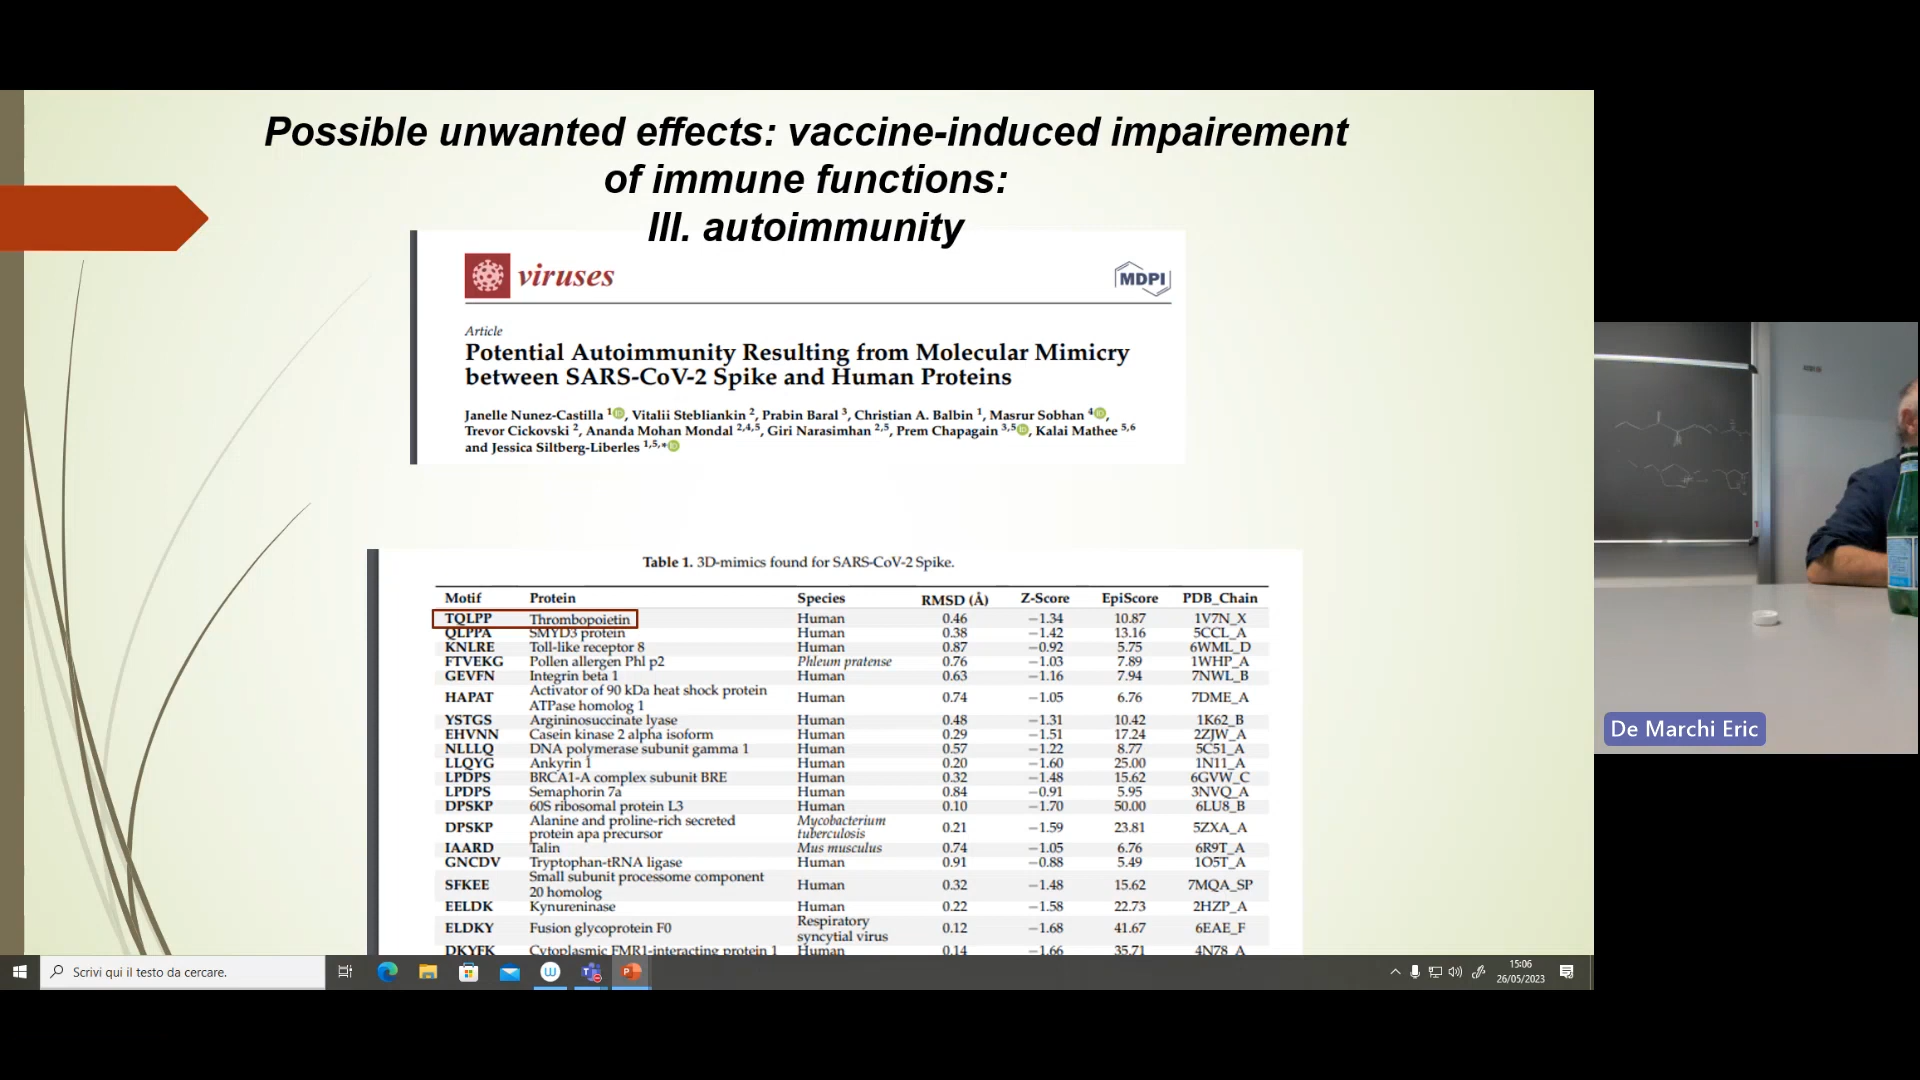 Possible unwanted effects: vaccine-induced impairement
of immune functions:
III. autoimmunity
viruses
MDPI
Article
Potential Autoimmunity Resulting from Molecular Mimicry
between SARS-CoV-2 Spike and Human Proteins
Janelle Nunez-Castilla 1, Vitalii Stebliankin 2, Prabin Baral 3, Christian A. Balbin 1, Masrur Sobhan 4,
Trevor Cickovski 2, Ananda Mohan Mondal 2,4,5, Giri Narasimhan 2,5, Prem Chapagain 3,5, Kalai Mathee 5,6
and Jessica Siltberg-Liberles 1,5,*
Table 1. 3D-mimics found for SARS-CoV-2 Spike.
Motif Protein Species RMSD (Å) Z-Score EpiScore PDB_Chain
TQLPP Thrombopoietin Human 0.46 −1.34 10.87 1V7N_X
QLPPA SMYD3 protein Human 0.38 −1.42 13.16 5CCL_A
KNLRE Toll-like receptor 8 Human 0.87 −0.92 5.75 6WML_D
FTVEKG Pollen allergen Phl p2 Phleum pratense 0.76 −1.03 7.89 1WHP_A
GEVFN Integrin beta 1 Human 0.63 −1.16 7.94 7NWL_B
HAPAT Activator of 90 kDa heat shock protein
ATPase homolog 1 Human 0.74 −1.05 6.76 7DME_A
YSTGS Argininosuccinate lyase Human 0.48 −1.31 10.42 1K62_B
EHVNN Casein kinase 2 alpha isoform Human 0.29 −1.51 17.24 2ZJW_A
NLLLQ DNA polymerase subunit gamma 1 Human 0.57 −1.22 8.77 5C51_A
LLQYG Ankyrin 1 Human 0.20 −1.60 25.00 1N11_A
LPDPS BRCA1-A complex subunit BRE Human 0.32 −1.48 15.62 6GVW_C
LPDPS Semaphorin 7a Human 0.84 −0.91 5.95 3NVQ_A
DPSKP 60S ribosomal protein L3 Human 0.10 −1.70 50.00 6LU8_B
DPSKP Alanine and proline-rich secreted
protein apa precursor Mycobacterium
tuberculosis 0.21 −1.59 23.81 5ZXA_A
IAARD Talin Mus musculus 0.74 −1.05 6.76 6R9T_A
GNCDV Tryptophan-tRNA ligase Human 0.91 −0.88 5.49 1O5T_A
SFKEE Small subunit processome component
20 homolog Human 0.32 −1.48 15.62 7MQA_SP
EELDK Kynureninase Human 0.22 −1.58 22.73 2HZP_A
ELDKY Fusion glycoprotein F0 Respiratory
syncytial virus 0.12 −1.68 41.67 6EAE_F
DKYFK Cytoplasmic FMR1-interacting protein 1 Human 0.14 −1.66 35.71 4N78_A
De Marchi Eric
Scrivi qui il testo da cercare.
15:06
26/05/2023